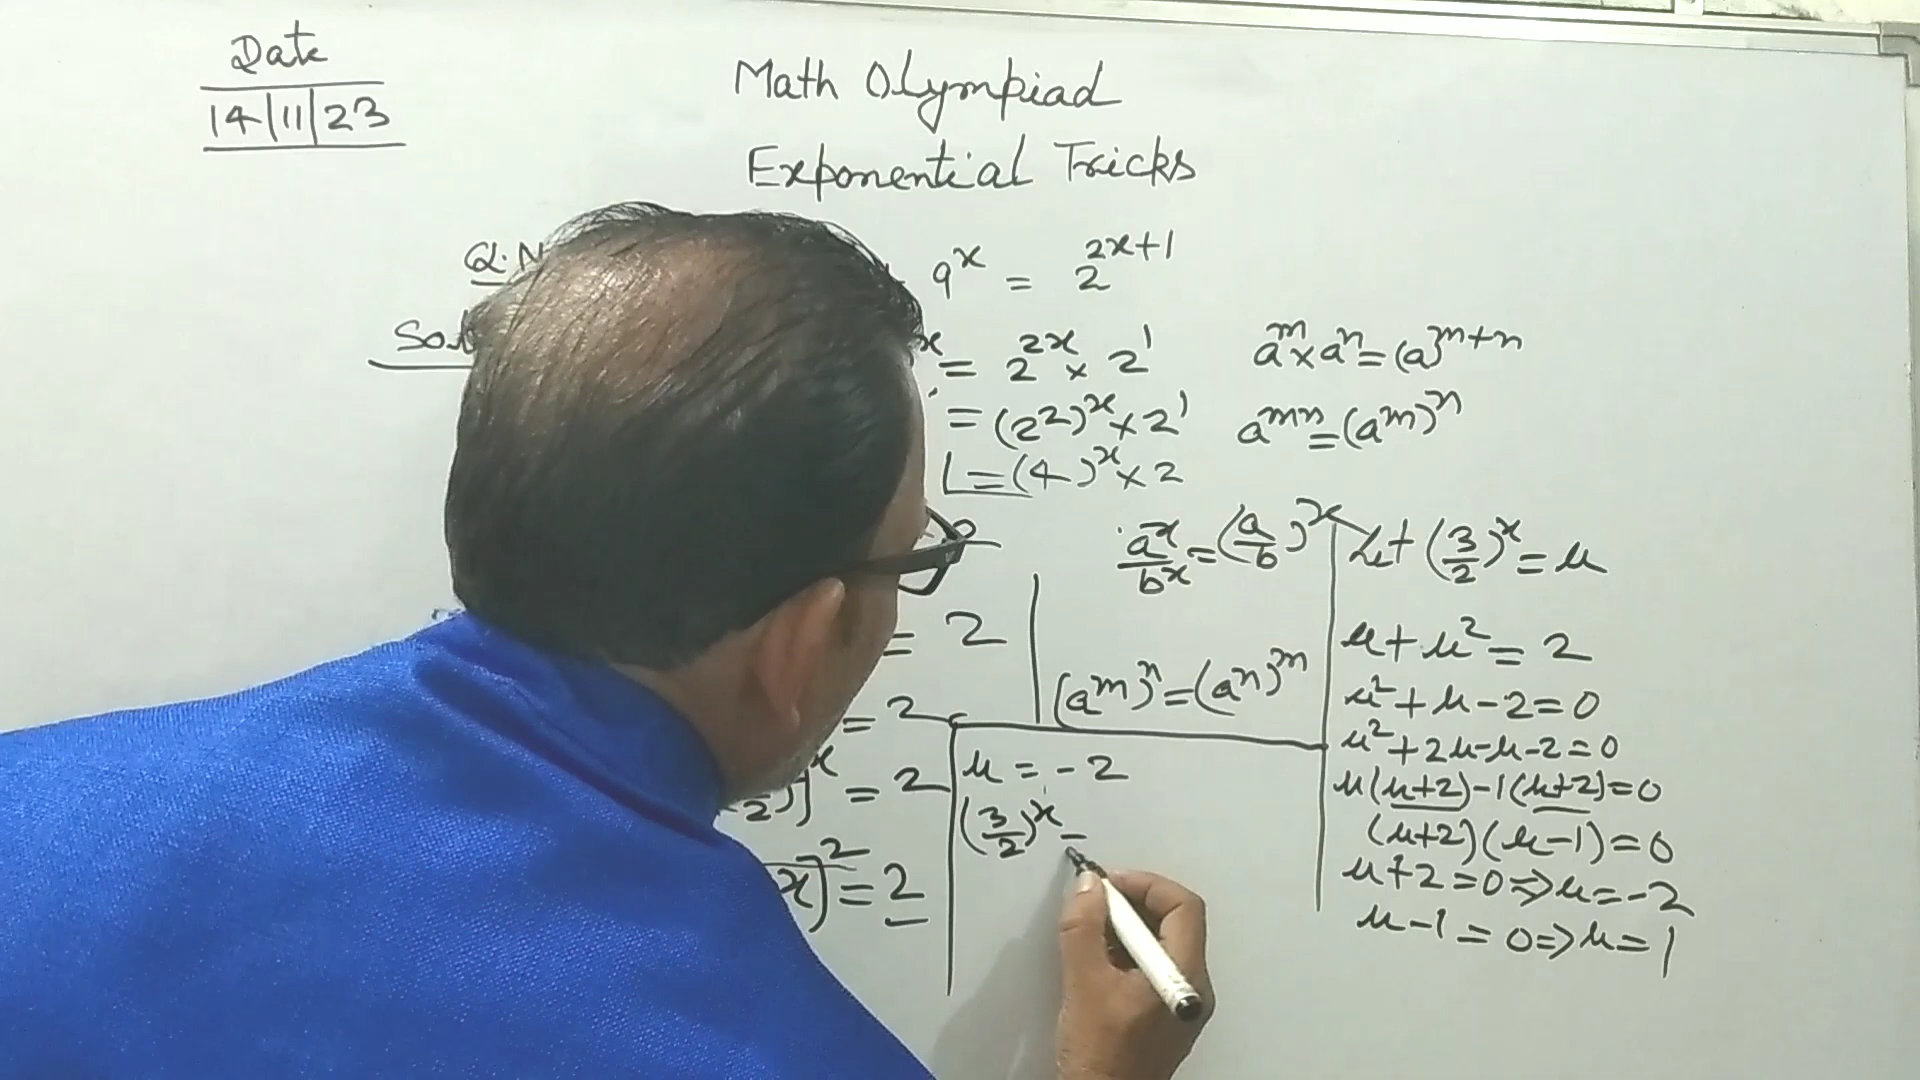 Date
14|11|23
Math Olympiad
Exponential Tricks
Q.N
9^x = 2^{2x+1}
Sol
x = 2^{2x} × 2^1
a^m × a^n = (a)^{m+n}
= (2^2)^x × 2^1
a^{mn} = (a^m)^n
= (4)^x × 2
a^x/b^x = (a/b)^x
Let (3/2)^x = u
= 2
(a^m)^n = (a^n)^m
u + u^2 = 2
= 2
u^2 + u - 2 = 0
u^2 + 2u - u - 2 = 0
u = -2
2)]^x = 2
u(u+2) - 1(u+2) = 0
(3/2)^x =
(u+2)(u-1) = 0
x]^2 = 2
u + 2 = 0 => u = -2
u - 1 = 0 => u = 1